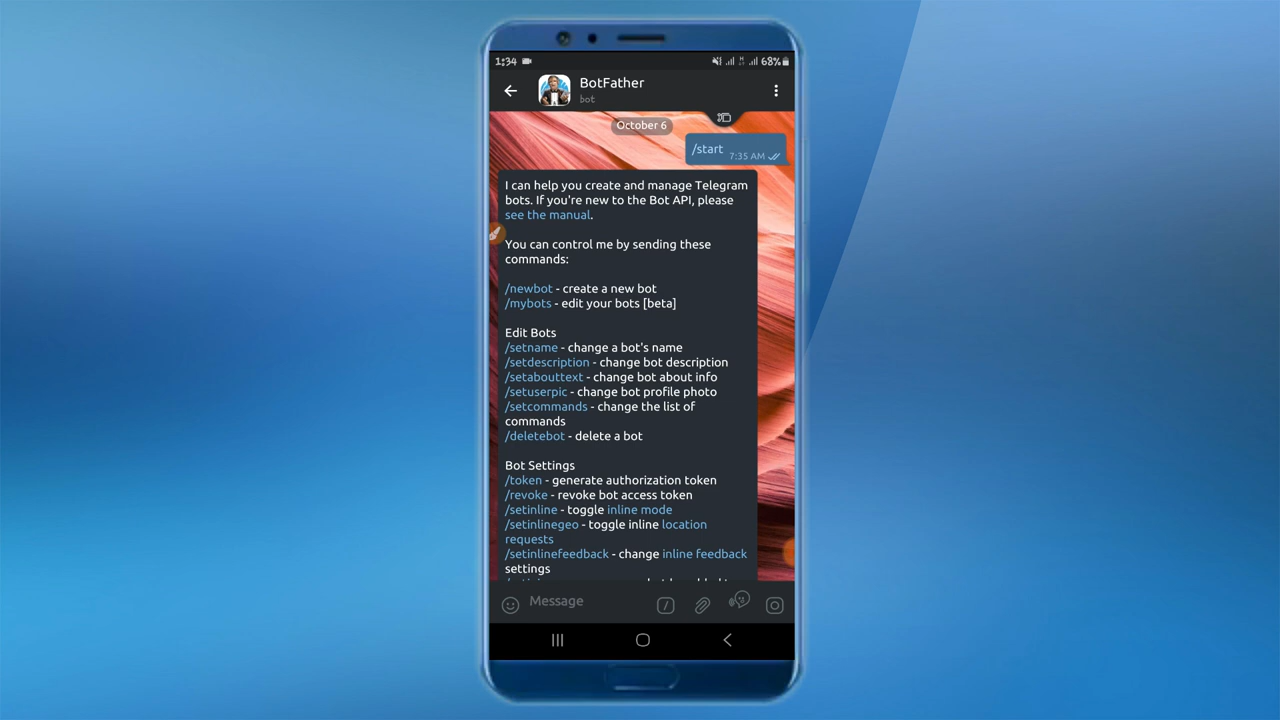 1:34
68%
BotFather
bot
October 6
/start
7:35 AM
I can help you create and manage Telegram
bots. If you're new to the Bot API, please
see the manual.
You can control me by sending these
commands:
/newbot - create a new bot
/mybots - edit your bots [beta]
Edit Bots
/setname - change a bot's name
/setdescription - change bot description
/setabouttext - change bot about info
/setuserpic - change bot profile photo
/setcommands - change the list of
commands
/deletebot - delete a bot
Bot Settings
/token - generate authorization token
/revoke - revoke bot access token
/setinline - toggle inline mode
/setinlinegeo - toggle inline location
requests
/setinlinefeedback - change inline feedback
settings
Message